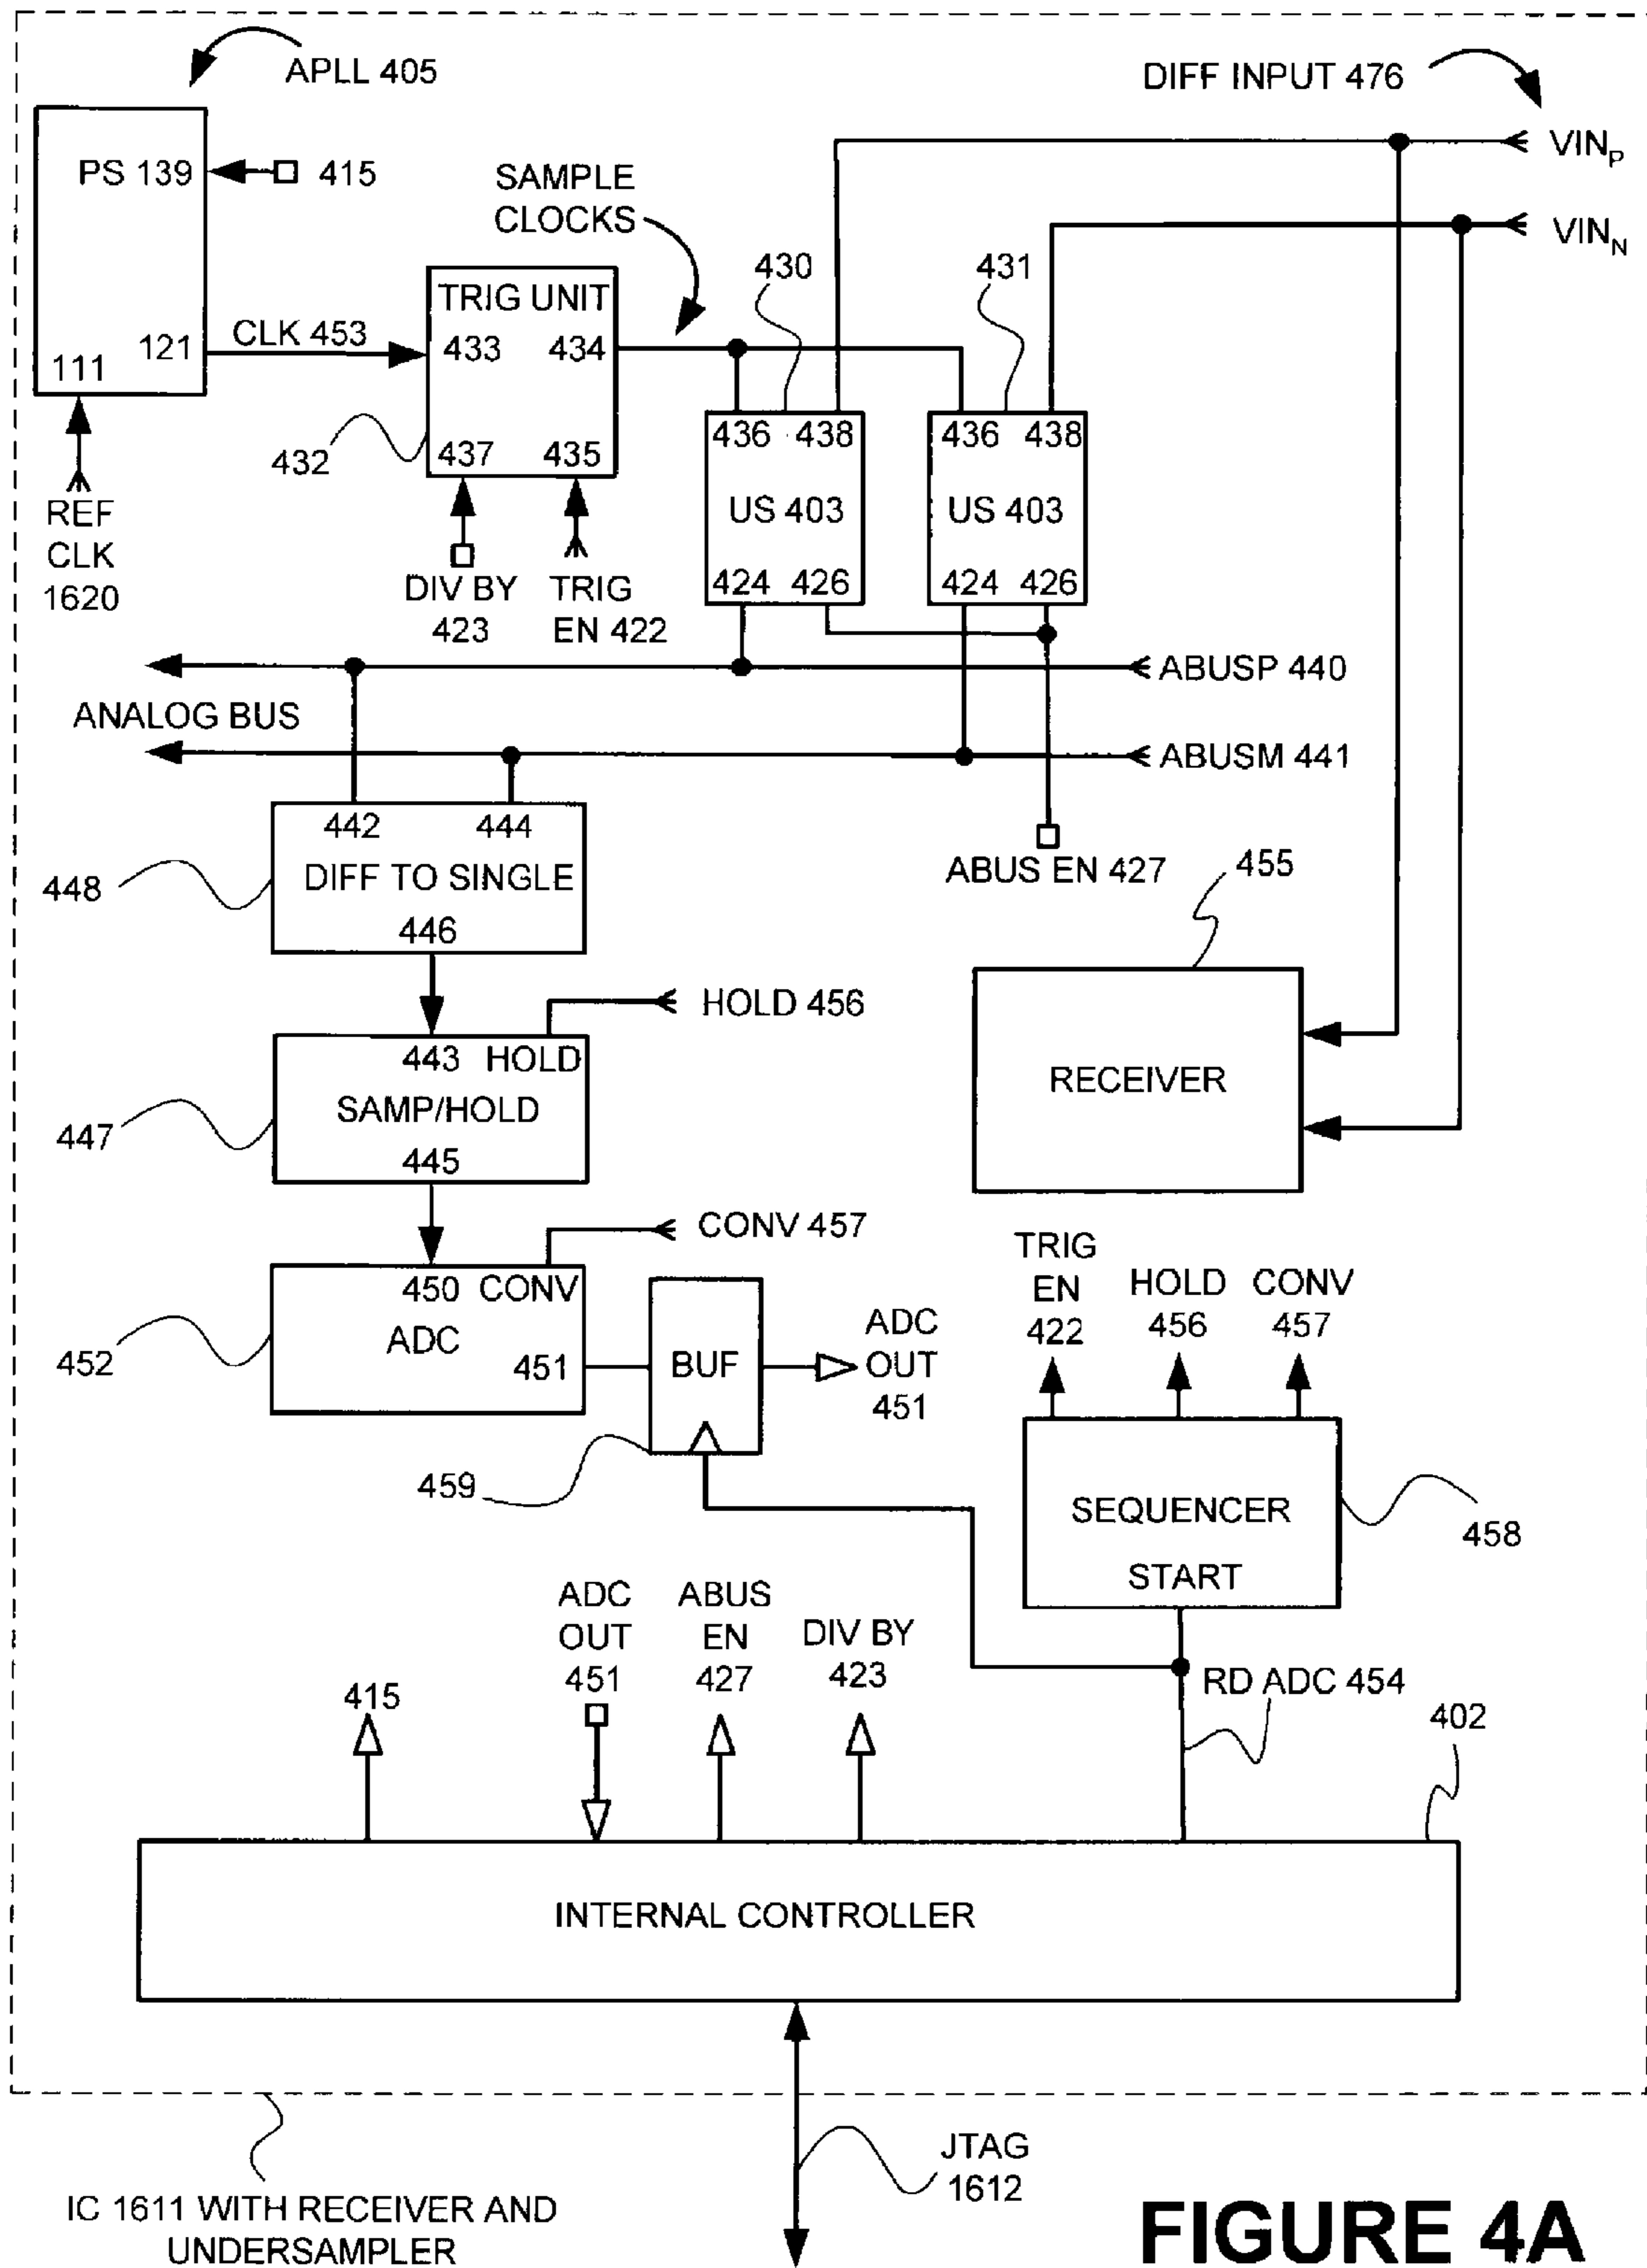 APLL 405
DIFF INPUT 476
PS 139
415
VINP
SAMPLE
CLOCKS
VINN
430
431
TRIG UNIT
CLK 453
121
433 434
111
436 438
436 438
432
437 435
REF
CLK
1620
US 403
US 403
DIV BY
423
TRIG
EN 422
424 426
424 426
ABUSP 440
ANALOG BUS
ABUSM 441
442 444
448
DIFF TO SINGLE
ABUS EN 427
455
446
HOLD 456
443 HOLD
RECEIVER
SAMP/HOLD
447
445
CONV 457
TRIG
EN
422
HOLD
456
CONV
457
450 CONV
ADC
452
451
BUF
ADC
OUT
451
459
SEQUENCER
458
START
ADC
OUT
451
ABUS
EN
427
DIV BY
423
415
RD ADC 454
402
INTERNAL CONTROLLER
JTAG
1612
IC 1611 WITH RECEIVER AND
UNDERSAMPLER
FIGURE 4A